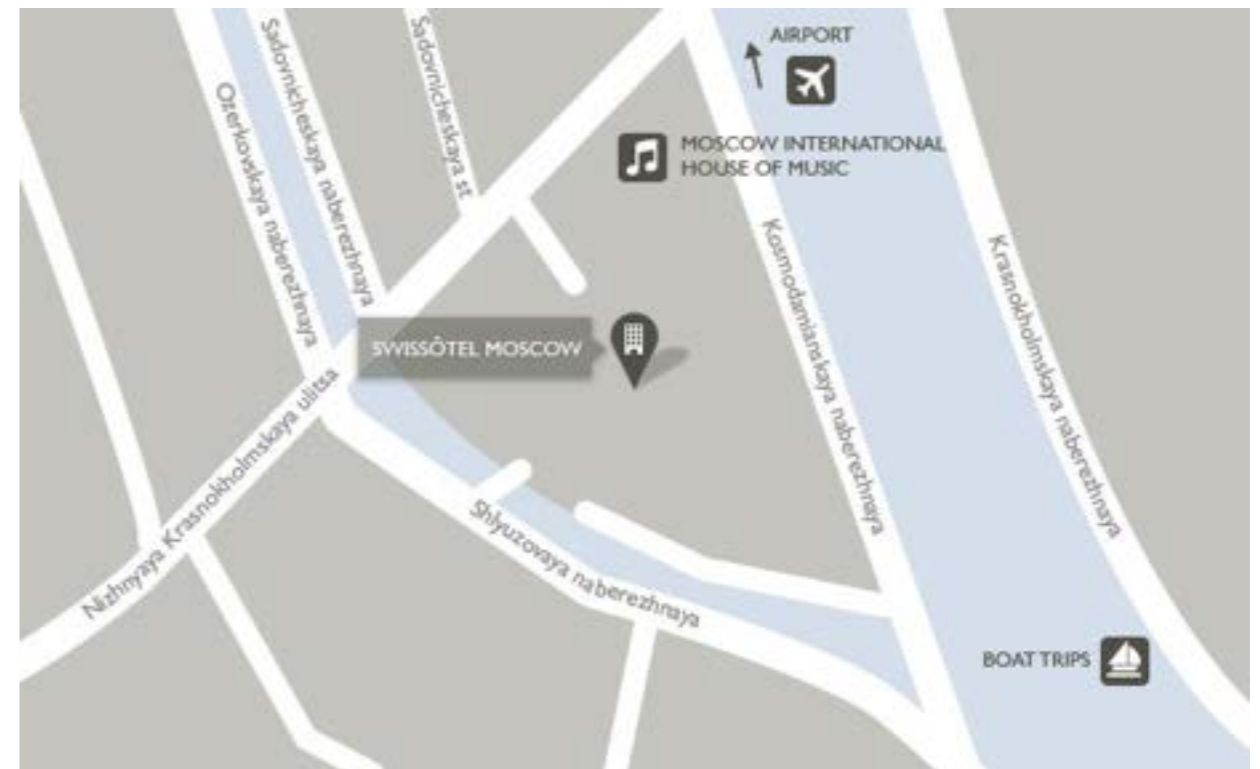 AIRPORT
MOSCOW INTERNATIONAL
HOUSE OF MUSIC
Sadovnicheskaya naberezhnaya
Sadovnicheskaya st
Ozerkovskaya naberezhnaya
SWISSÔTEL MOSCOW
Kosmodamianskaya naberezhnaya
Krasnokholmskaya naberezhnaya
Nizhnyaya Krasnokholmskaya ulitsa
Shlyuzovaya naberezhnaya
BOAT TRIPS